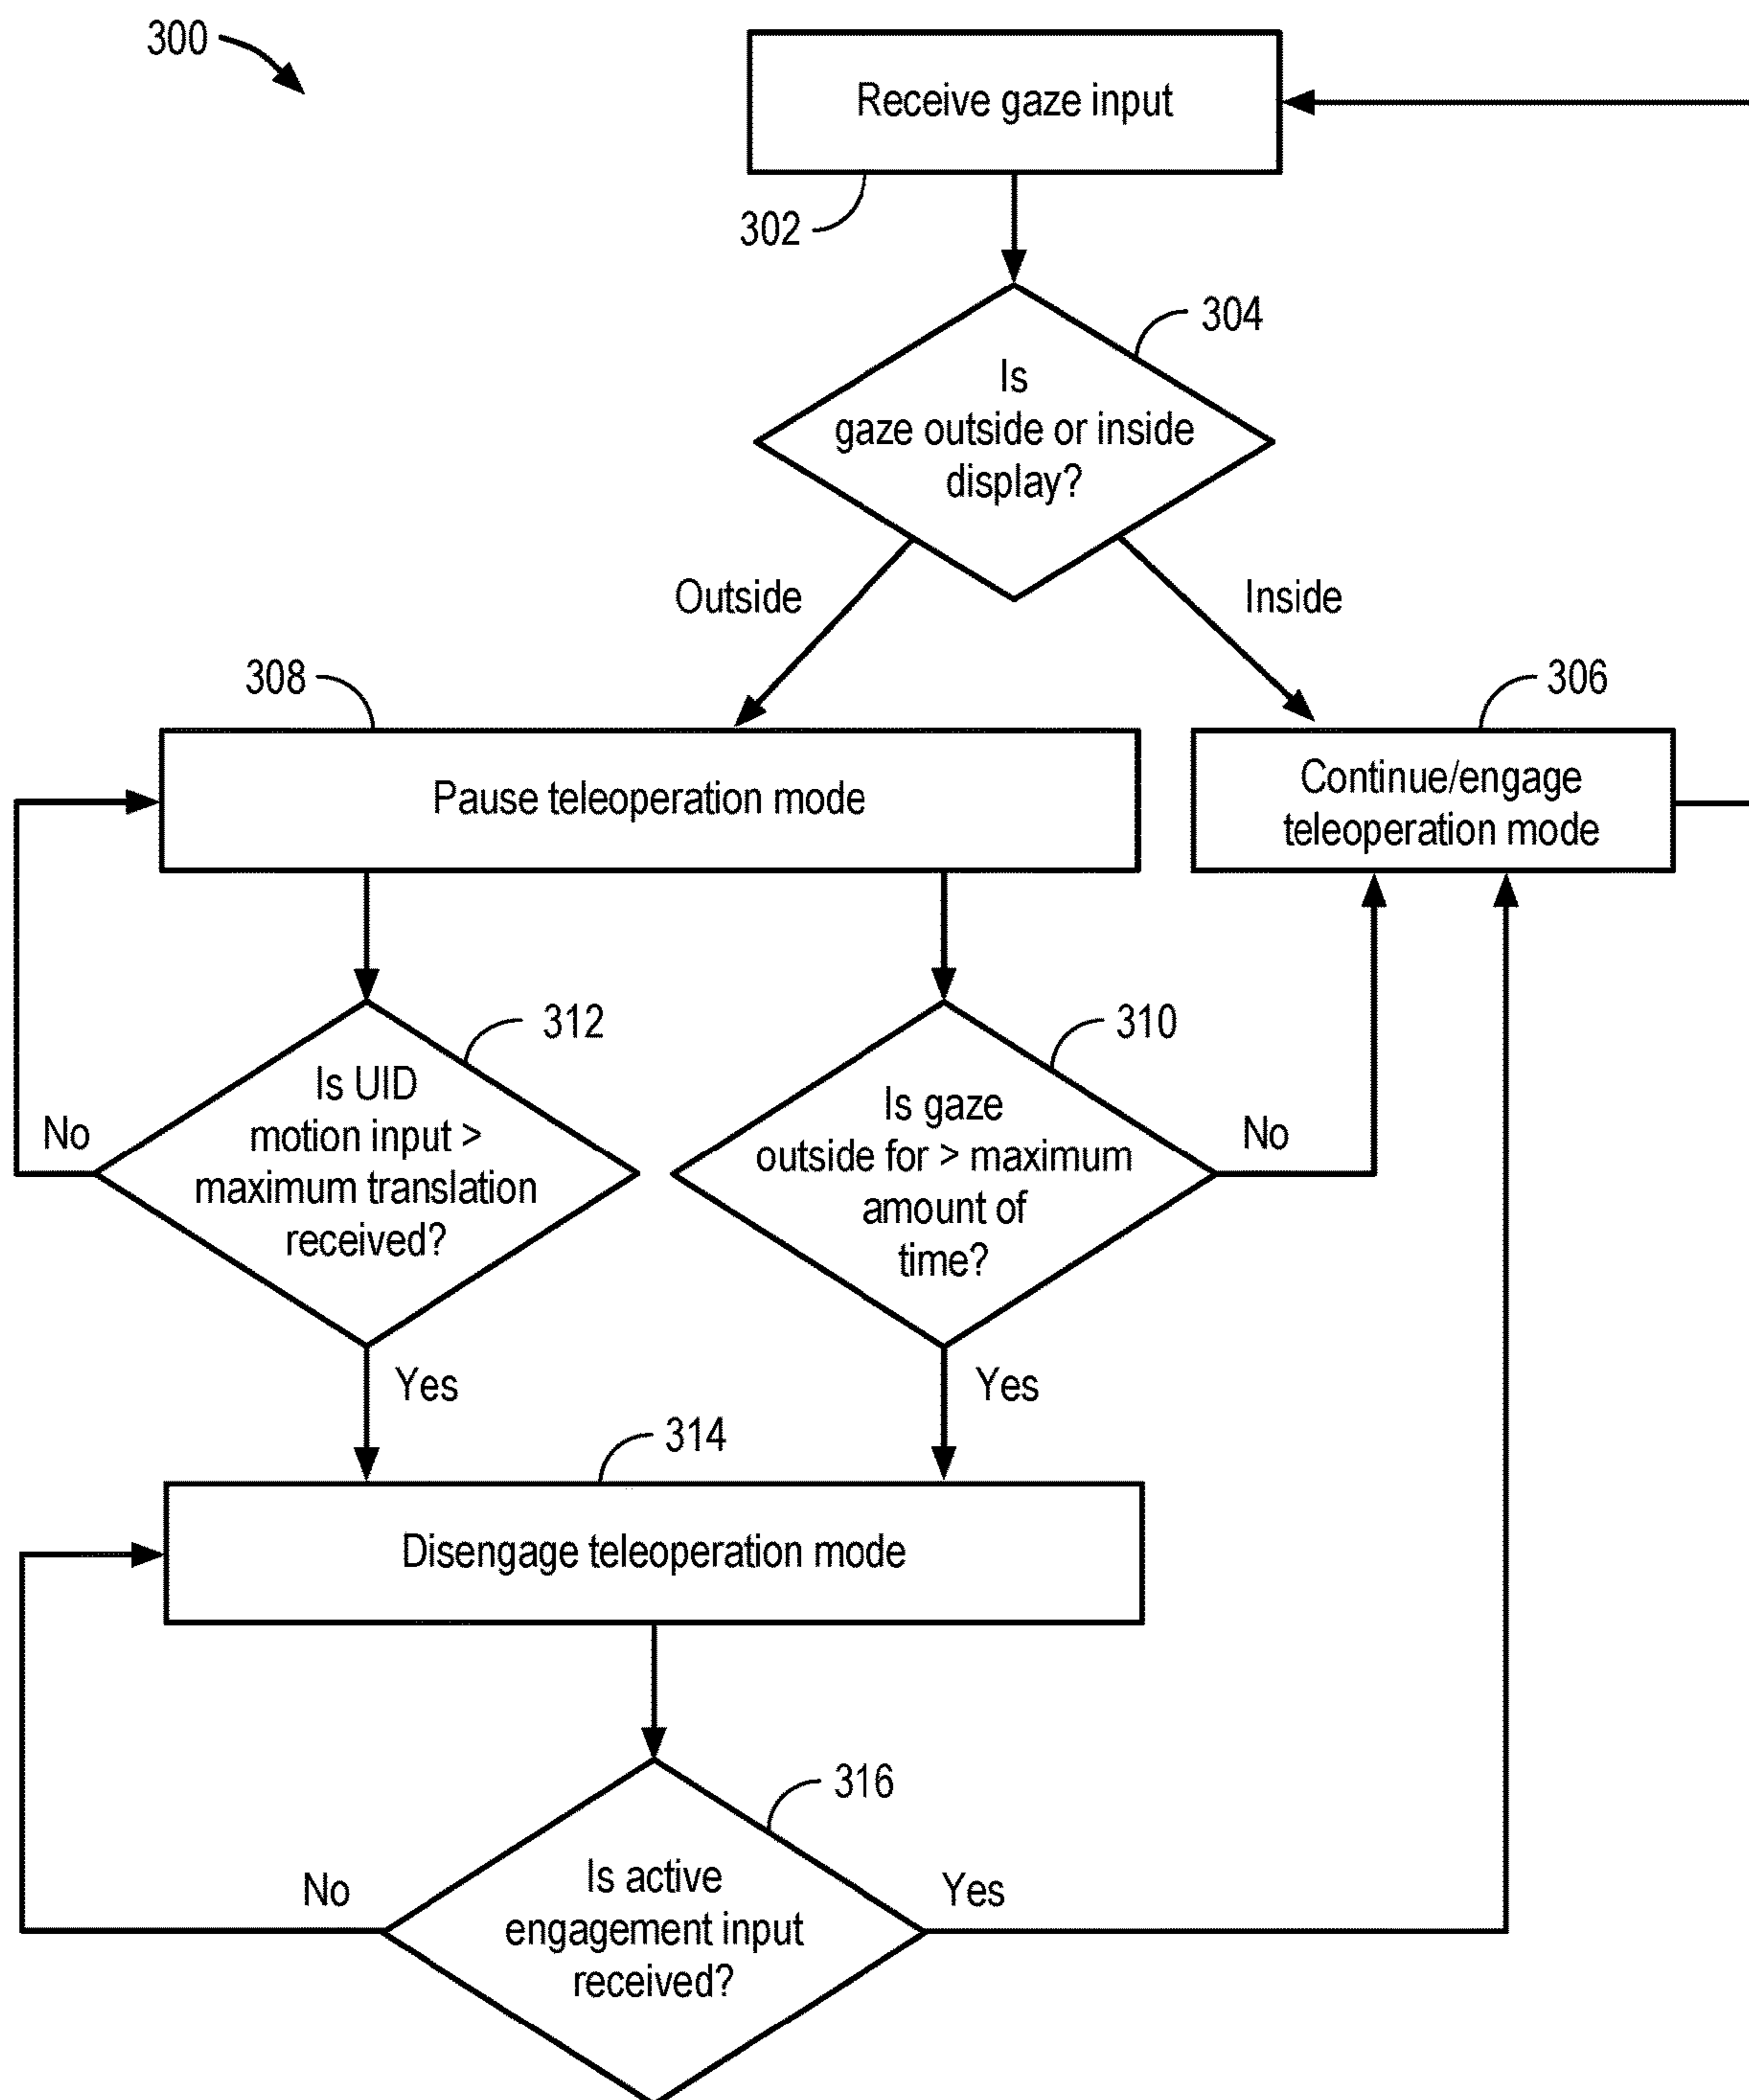 300
Receive gaze input
302
304
Is
gaze outside or inside
display?
Outside
Inside
308
306
Pause teleoperation mode
Continue/engage
teleoperation mode
312
310
Is UID
motion input >
maximum translation
received?
Is gaze
outside for > maximum
amount of
time?
No
No
Yes
Yes
314
Disengage teleoperation mode
316
Is active
engagement input
received?
No
Yes